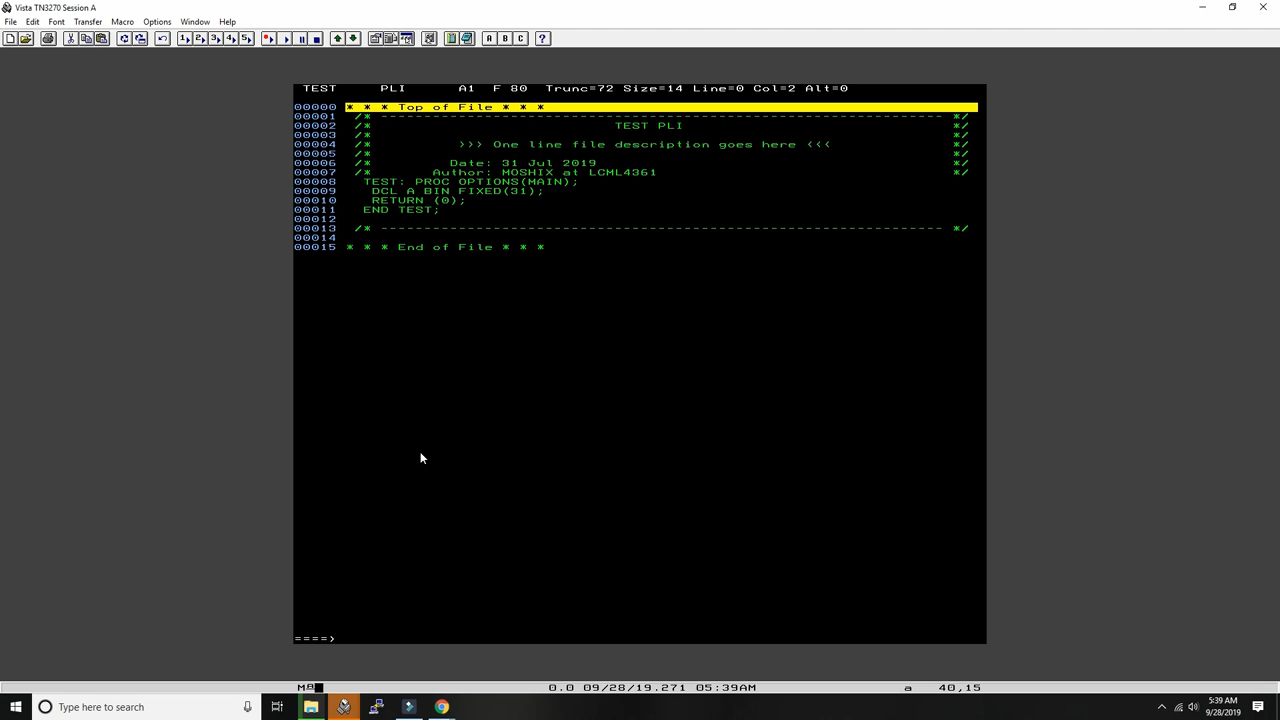 Vista TN3270 Session A
File Edit Font Transfer Macro Options Window Help
1 2 3 4 5 A B C ?
TEST PLI A1 F 80 Trunc=72 Size=14 Line=0 Col=2 Alt=0
00000 * * * Top of File * * *
00001 /* ----------------------------------------------------------------- */
00002 /* TEST PLI */
00003 /* */
00004 /* >>> One line file description goes here <<< */
00005 /* */
00006 /* Date: 31 Jul 2019 */
00007 /* Author: MOSHIX at LCML4361 */
00008 TEST: PROC OPTIONS(MAIN);
00009 DCL A BIN FIXED(31);
00010 RETURN (0);
00011 END TEST;
00012
00013 /* ----------------------------------------------------------------- */
00014
00015 * * * End of File * * *
====>
0.0 09/28/19.271 05:39AM a 40,15
Type here to search
5:39 AM
9/28/2019